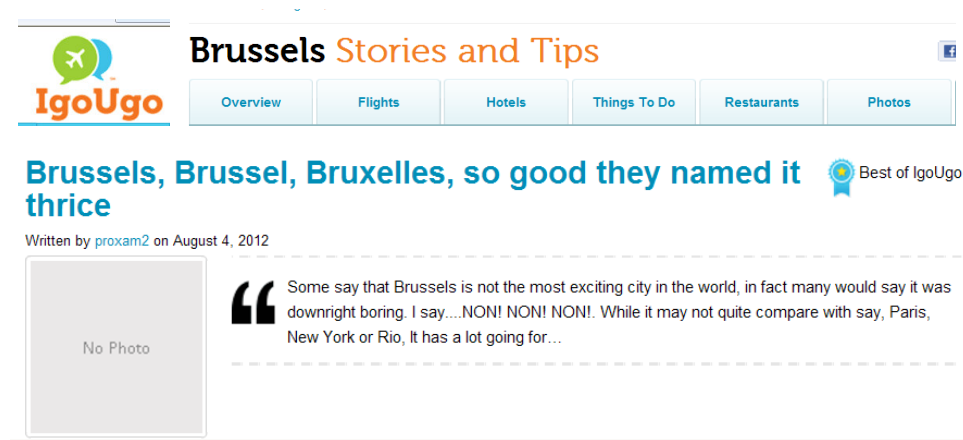 IgoUgo
Brussels Stories and Tips
Overview Flights Hotels Things To Do Restaurants Photos
Brussels, Brussel, Bruxelles, so good they named it
thrice
Best of IgoUgo
Written by proxam2 on August 4, 2012
No Photo
“
Some say that Brussels is not the most exciting city in the world, in fact many would say it was
downright boring. I say....NON! NON! NON!. While it may not quite compare with say, Paris,
New York or Rio, It has a lot going for…